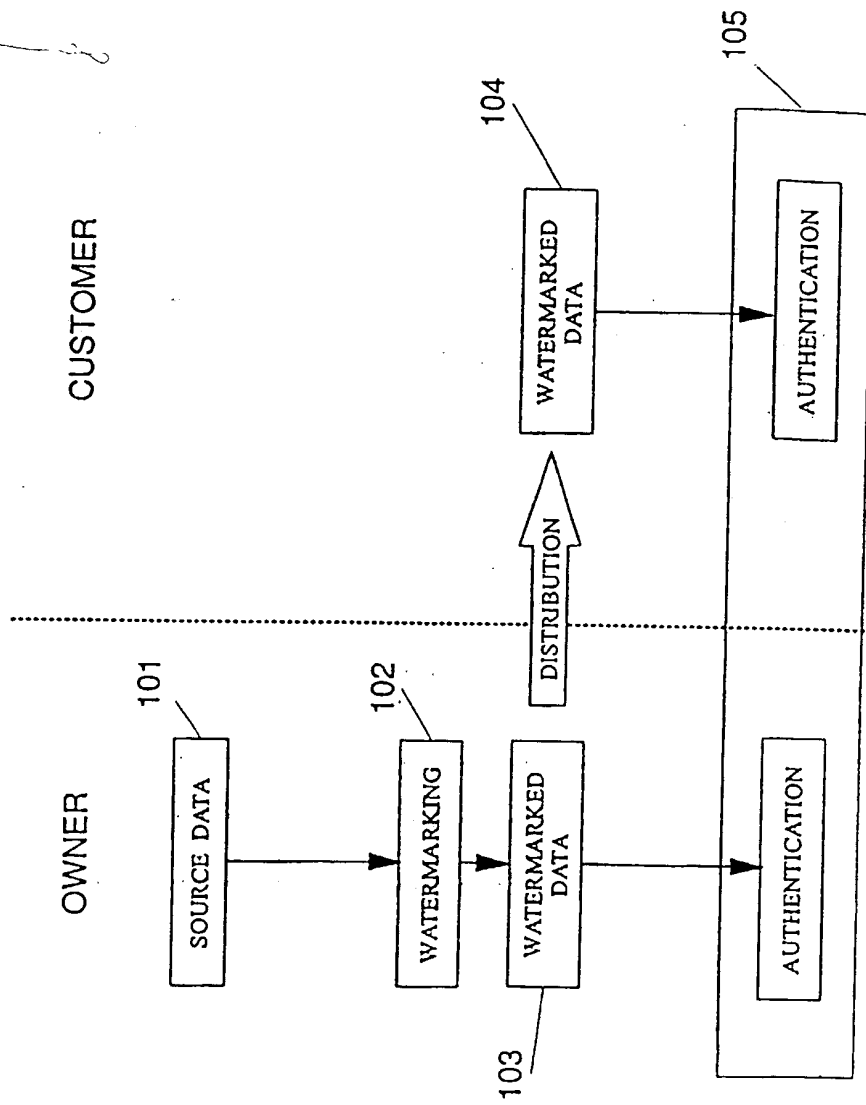 OWNER
CUSTOMER
101
SOURCE DATA
102
WATERMARKING
103
WATERMARKED
DATA
DISTRIBUTION
104
WATERMARKED
DATA
105
AUTHENTICATION
AUTHENTICATION